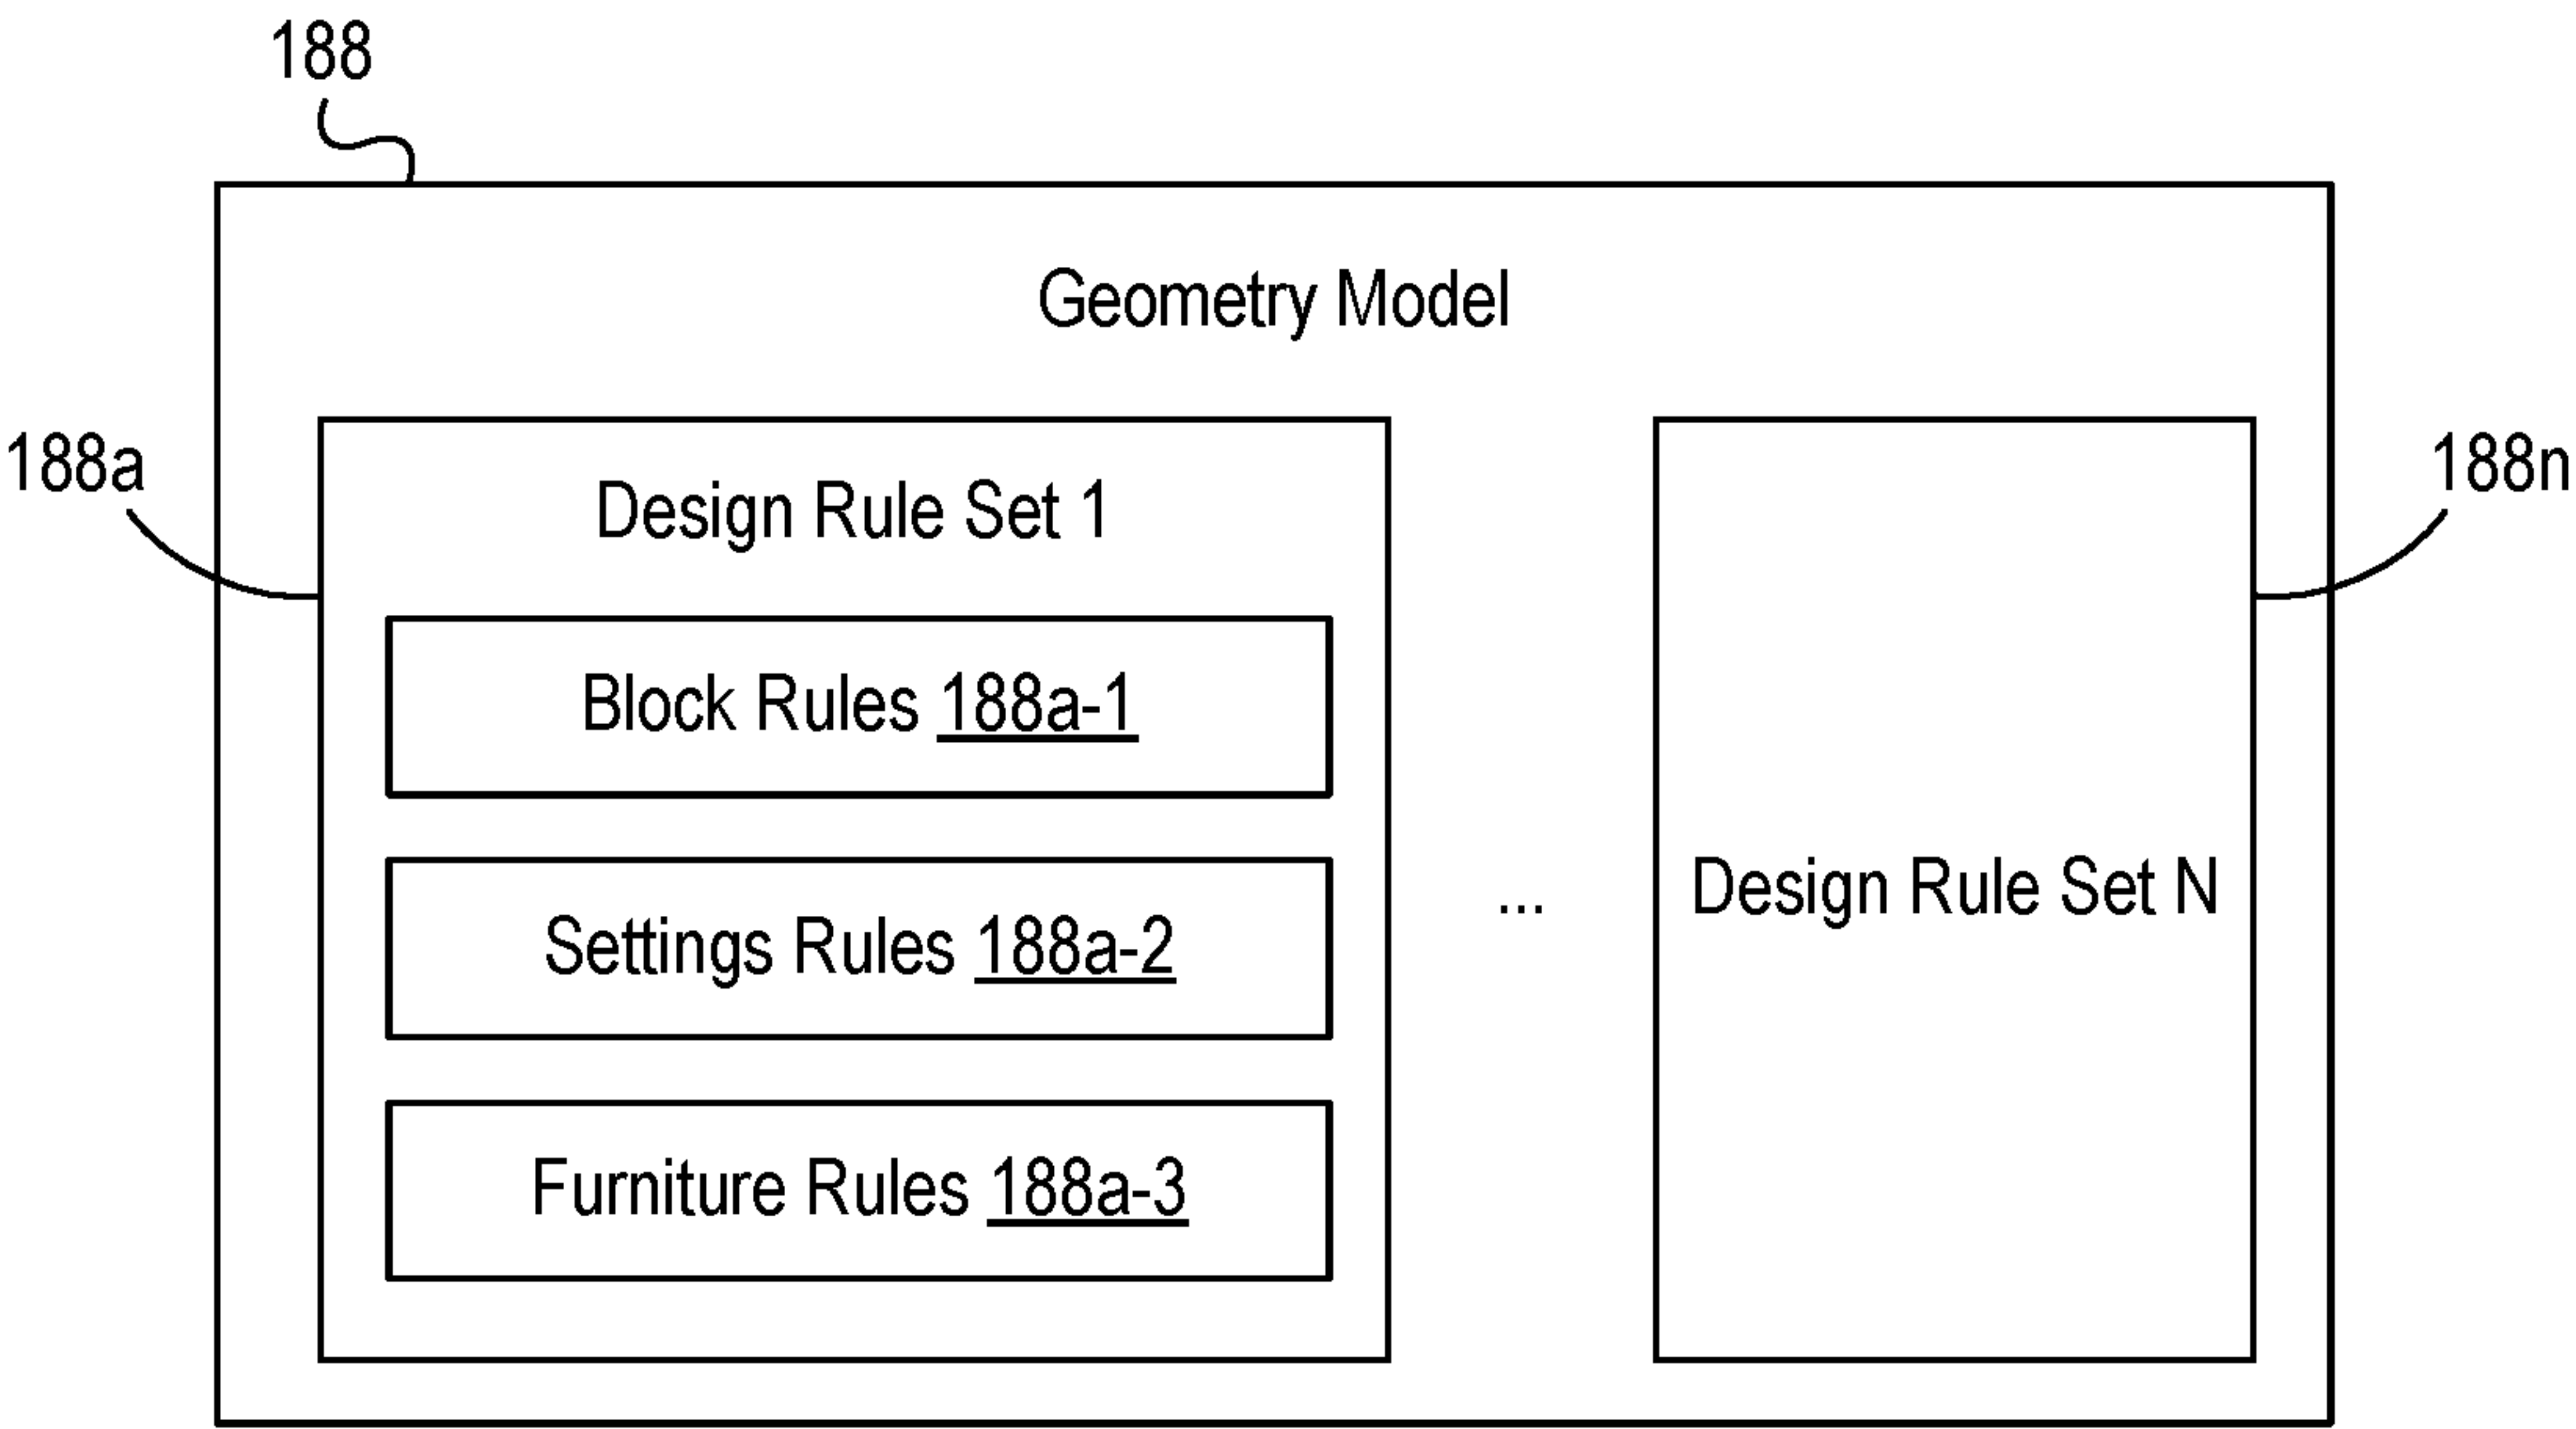 188
Geometry Model
188a
188n
Design Rule Set 1
Block Rules 188a-1
Settings Rules 188a-2
...
Design Rule Set N
Furniture Rules 188a-3